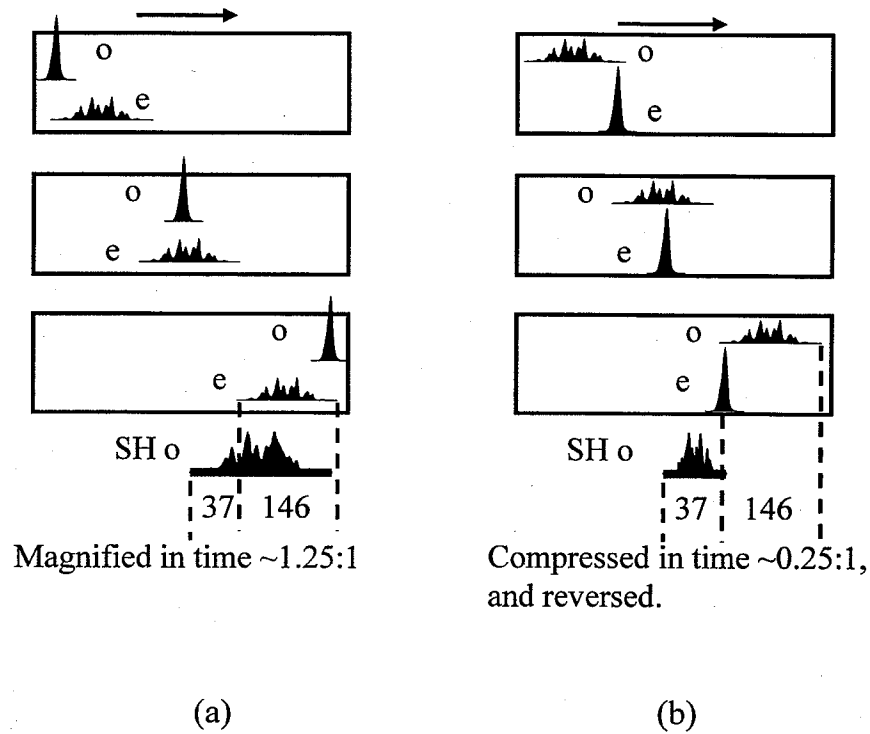 o
e
o
e
o
e
SH o
37 146
Magnified in time ~1.25:1
(a)
o
e
o
e
o
e
SH o
37 146
Compressed in time ~0.25:1,
and reversed.
(b)